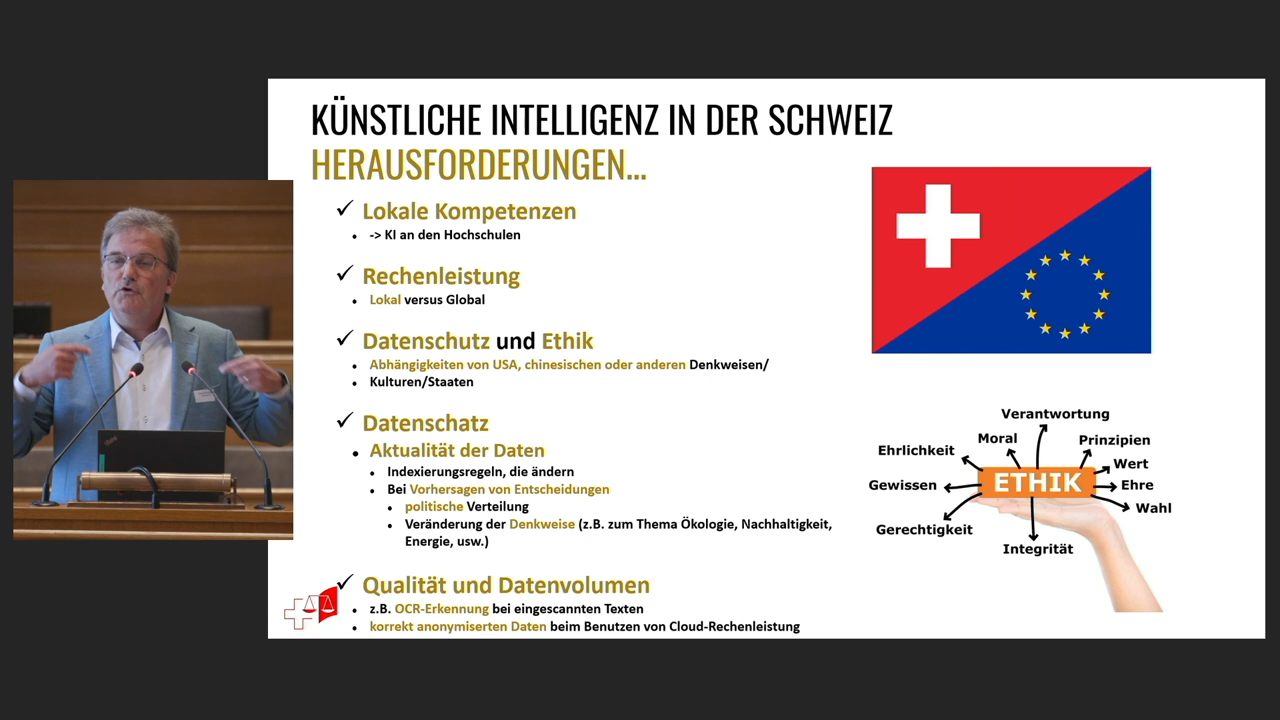 KÜNSTLICHE INTELLIGENZ IN DER SCHWEIZ
HERAUSFORDERUNGEN...
✓ Lokale Kompetenzen
• -> KI an den Hochschulen
✓ Rechenleistung
• Lokal versus Global
✓ Datenschutz und Ethik
• Abhängigkeiten von USA, chinesischen oder anderen Denkweisen/
• Kulturen/Staaten
✓ Datenschatz
• Aktualität der Daten
• Indexierungsregeln, die ändern
• Bei Vorhersagen von Entscheidungen
• politische Verteilung
• Veränderung der Denkweise (z.B. zum Thema Ökologie, Nachhaltigkeit,
Energie, usw.)
✓ Qualität und Datenvolumen
• z.B. OCR-Erkennung bei eingescannten Texten
• korrekt anonymiserten Daten beim Benutzen von Cloud-Rechenleistung
Verantwortung
Moral
Prinzipien
Ehrlichkeit
Wert
ETHIK
Gewissen
Ehre
Wahl
Gerechtigkeit
Integrität